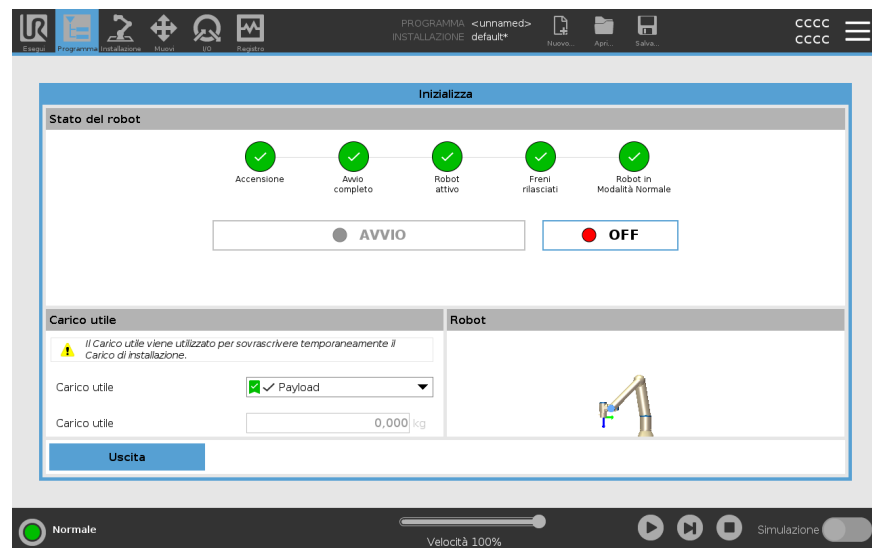 UR
Esegui
Programma
Installazione
Muovi
I/O
Registro
PROGRAMMA <unnamed>
INSTALLAZIONE default*
Nuovo...
Apri...
Salva...
CCCC
CCCC
Inizializza
Stato del robot
Accensione
Avvio
completo
Robot
attivo
Freni
rilasciati
Robot in
Modalità Normale
AVVIO
OFF
Carico utile
Robot
Il Carico utile viene utilizzato per sovrascrivere temporaneamente il
Carico di installazione.
Carico utile
Payload
Carico utile
0,000 kg
Uscita
Normale
Velocità 100%
Simulazione